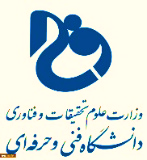 وزارت علوم تحقیقات و فناوری
دانشگاه فنی و حرفه ای